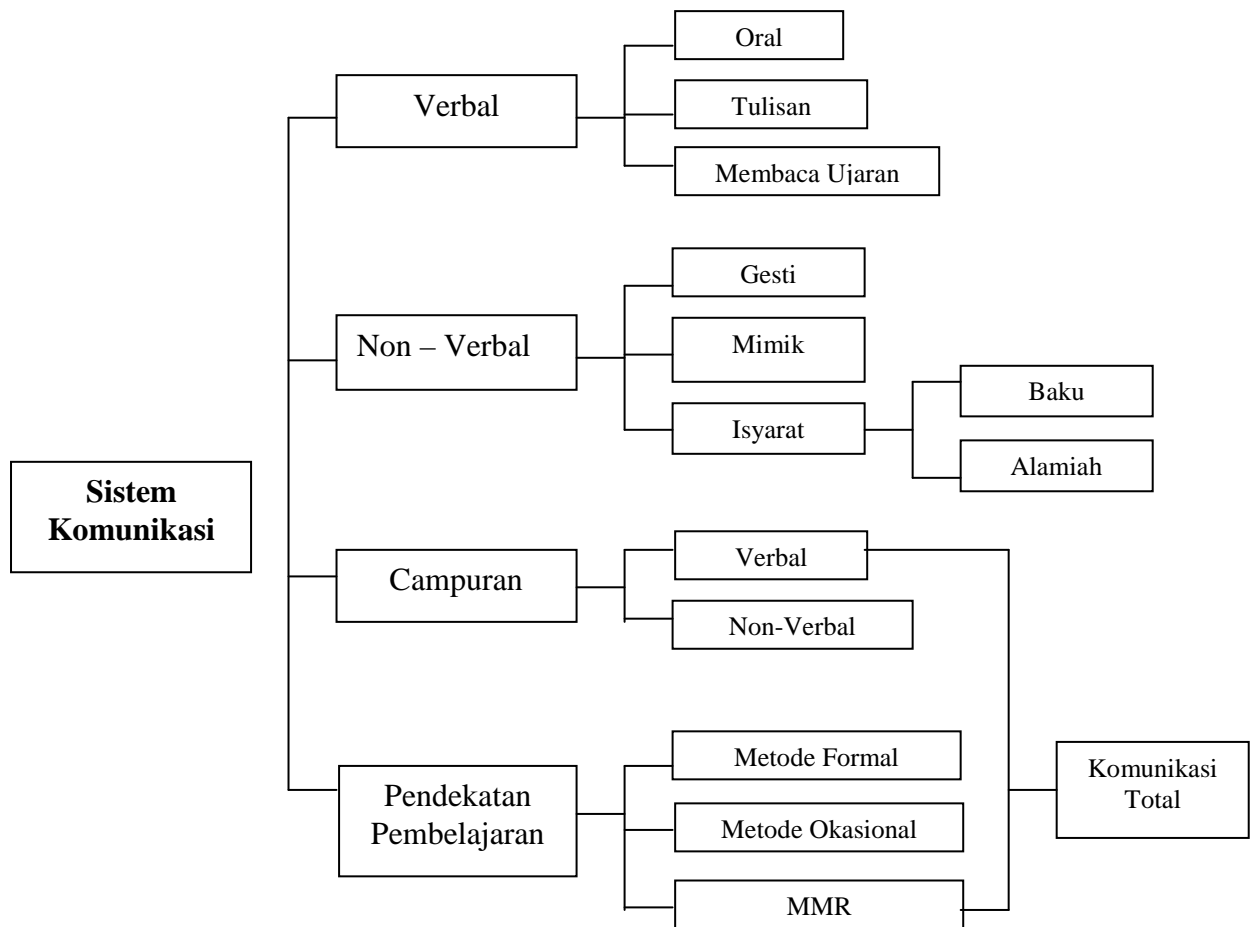 Oral
Verbal
Tulisan
Membaca Ujaran
Gesti
Non – Verbal
Mimik
Isyarat
Baku
Alamiah
Sistem
Komunikasi
Campuran
Verbal
Non-Verbal
Pendekatan
Pembelajaran
Metode Formal
Metode Okasional
MMR
Komunikasi
Total